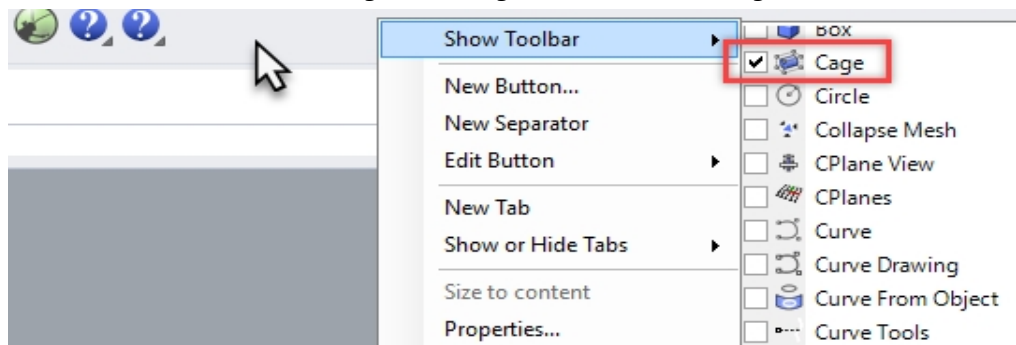 Show Toolbar
New Button...
New Separator
Edit Button
New Tab
Show or Hide Tabs
Size to content
Properties...
Box
Cage
Circle
Collapse Mesh
CPlane View
CPlanes
Curve
Curve Drawing
Curve From Object
Curve Tools